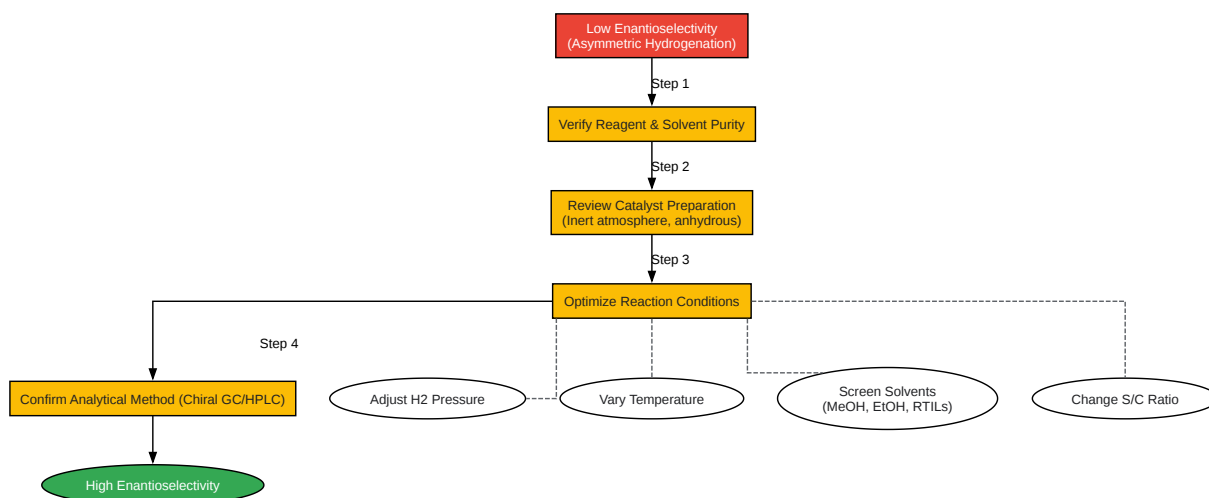 Low Enantioselectivity
(Asymmetric Hydrogenation)
Step 1
Verify Reagent & Solvent Purity
Step 2
Review Catalyst Preparation
(Inert atmosphere, anhydrous)
Step 3
Optimize Reaction Conditions
Step 4
Confirm Analytical Method (Chiral GC/HPLC)
Adjust H2 Pressure
Vary Temperature
Screen Solvents
(MeOH, EtOH, RTILs)
Change S/C Ratio
High Enantioselectivity